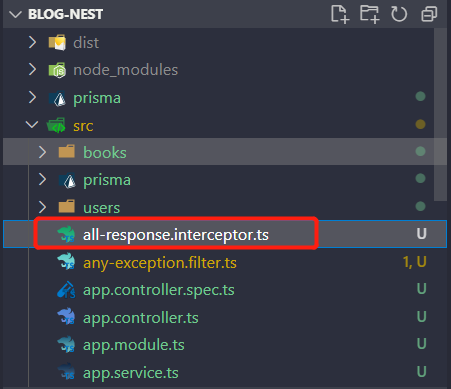 BLOG-NEST
dist
node_modules
prisma
src
books
prisma
users
all-response.interceptor.ts U
any-exception.filter.ts 1, U
app.controller.spec.ts U
app.controller.ts U
app.module.ts U
app.service.ts U